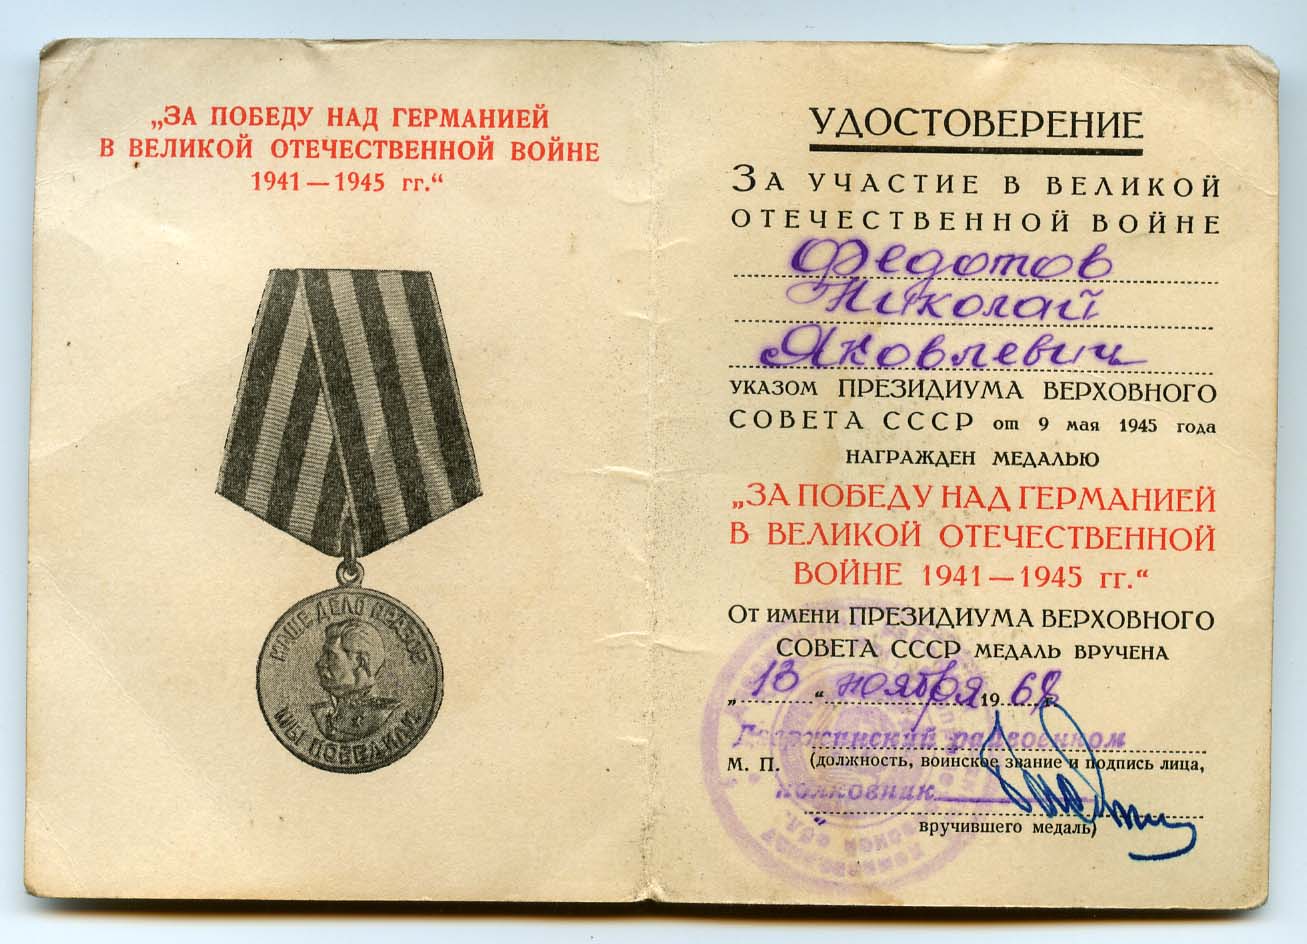 „ЗА ПОБЕДУ НАД ГЕРМАНИЕЙ
В ВЕЛИКОЙ ОТЕЧЕСТВЕННОЙ ВОЙНЕ
1941 — 1945 гг.“
НАШЕ ДЕЛО ПРАВОЕ
МЫ ПОБЕДИЛИ
УДОСТОВЕРЕНИЕ
ЗА УЧАСТИЕ В ВЕЛИКОЙ
ОТЕЧЕСТВЕННОЙ ВОЙНЕ
Федотов
Николай
Яковлевич
УКАЗОМ ПРЕЗИДИУМА ВЕРХОВНОГО
СОВЕТА СССР от 9 мая 1945 года
НАГРАЖДЕН МЕДАЛЬЮ
„ЗА ПОБЕДУ НАД ГЕРМАНИЕЙ
В ВЕЛИКОЙ ОТЕЧЕСТВЕННОЙ
ВОЙНЕ 1941 — 1945 гг.“
ОТ ИМЕНИ ПРЕЗИДИУМА ВЕРХОВНОГО
СОВЕТА СССР МЕДАЛЬ ВРУЧЕНА
„13“ ноября 1968 г.
райвоенком
М. П. (должность, воинское звание и подпись лица,
полковник
вручившего медаль)